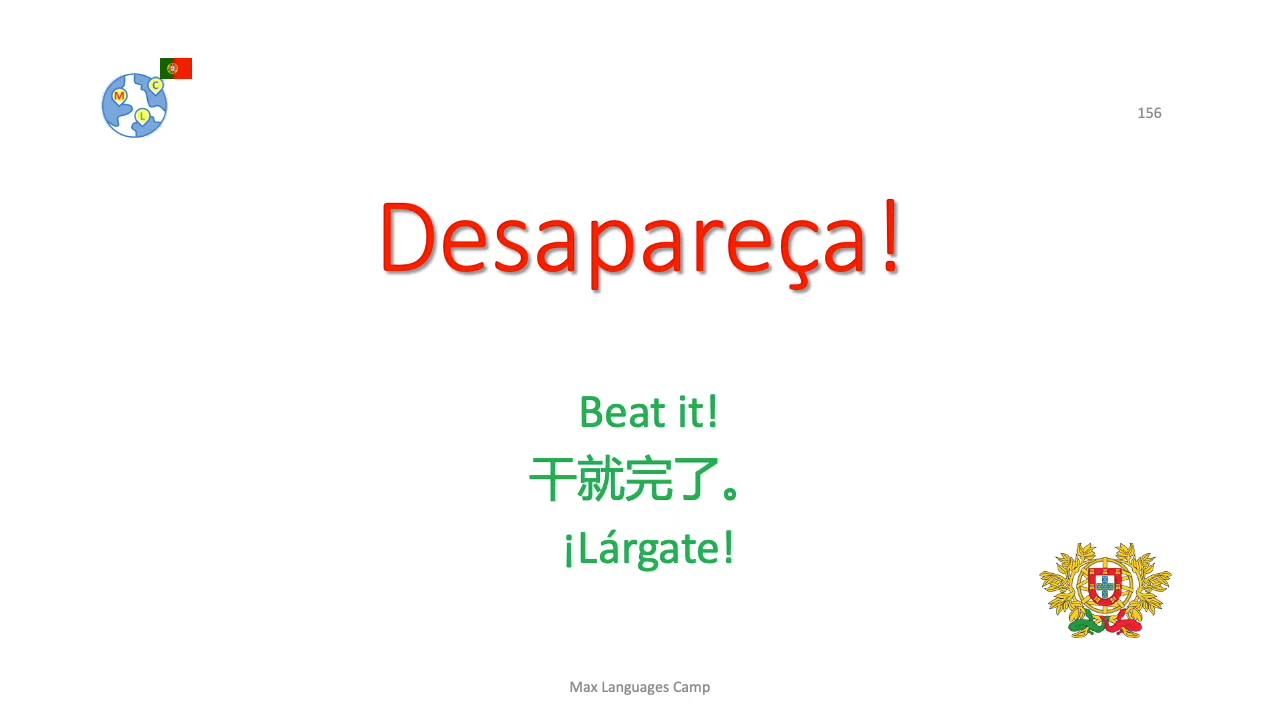 M
C
L
156
Desapareça!
Beat it!
干就完了。
¡Lárgate!
Max Languages Camp